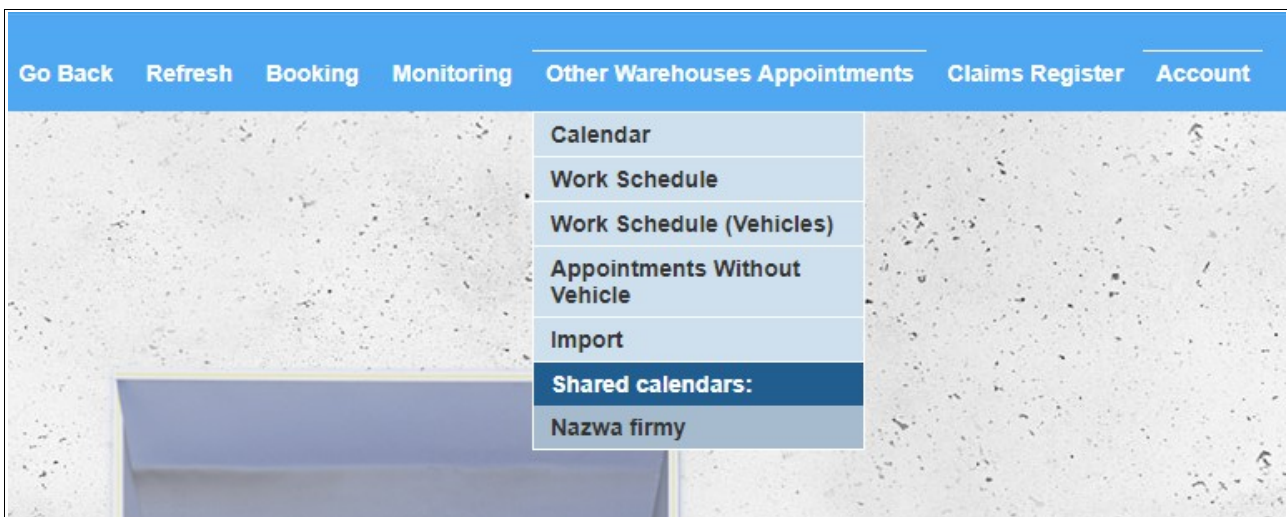 Go Back Refresh Booking Monitoring Other Warehouses Appointments Claims Register Account
Calendar
Work Schedule
Work Schedule (Vehicles)
Appointments Without
Vehicle
Import
Shared calendars:
Nazwa firmy